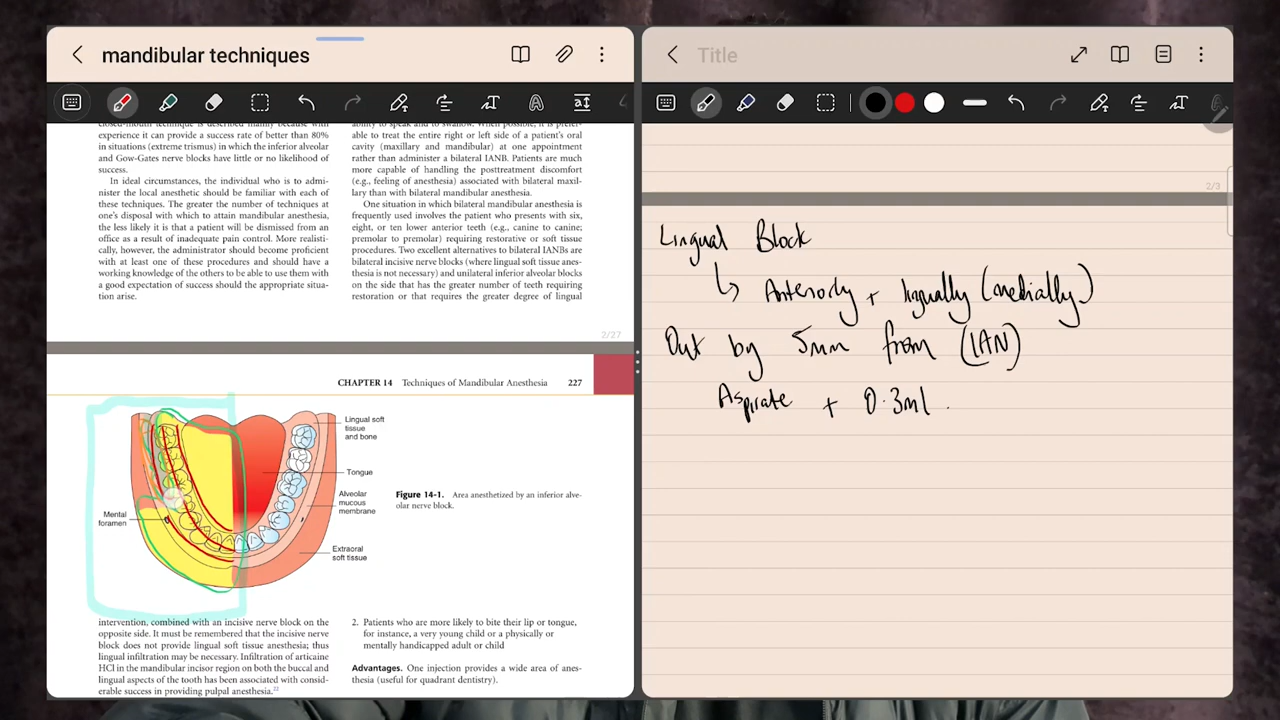 mandibular techniques
Title
closed-mouth technique is described mainly because with
experience it can provide a success rate of better than 80%
in situations (extreme trismus) in which the inferior alveolar
and Gow-Gates nerve blocks have little or no likelihood of
success.
In ideal circumstances, the individual who is to admi-
nister the local anesthetic should be familiar with each of
these techniques. The greater the number of techniques at
one's disposal with which to attain mandibular anesthesia,
the less likely it is that a patient will be dismissed from an
office as a result of inadequate pain control. More realisti-
cally, however, the administrator should become proficient
with at least one of these procedures and should have a
working knowledge of the others to be able to use them with
a good expectation of success should the appropriate situa-
tion arise.
ability to speak and to swallow. When possible, it is prefer-
able to treat the entire right or left side of a patient's oral
cavity (maxillary and mandibular) at one appointment
rather than administer a bilateral IANB. Patients are much
more capable of handling the posttreatment discomfort
(e.g., feeling of anesthesia) associated with bilateral maxil-
lary than with bilateral mandibular anesthesia.
One situation in which bilateral mandibular anesthesia is
frequently used involves the patient who presents with six,
eight, or ten lower anterior teeth (e.g., canine to canine;
premolar to premolar) requiring restorative or soft tissue
procedures. Two excellent alternatives to bilateral IANBs are
bilateral incisive nerve blocks (where lingual soft tissue anes-
thesia is not necessary) and unilateral inferior alveolar blocks
on the side that has the greater number of teeth requiring
restoration or that requires the greater degree of lingual
2/27
CHAPTER 14 Techniques of Mandibular Anesthesia 227
Lingual soft
tissue
and bone
Tongue
Alveolar
mucous
membrane
Extraoral
soft tissue
Mental
foramen
Figure 14-1. Area anesthetized by an inferior alve-
olar nerve block.
intervention, combined with an incisive nerve block on the
opposite side. It must be remembered that the incisive nerve
block does not provide lingual soft tissue anesthesia; thus
lingual infiltration may be necessary. Infiltration of articaine
HCl in the mandibular incisor region on both the buccal and
lingual aspects of the tooth has been associated with consid-
erable success in providing pulpal anesthesia.22
2. Patients who are more likely to bite their lip or tongue,
for instance, a very young child or a physically or
mentally handicapped adult or child
Advantages. One injection provides a wide area of anes-
thesia (useful for quadrant dentistry).
2/3
Lingual Block
↳ Anteriorly + lingually (medially)
Out by 5mm from (IAN)
Aspirate + 0.3ml.